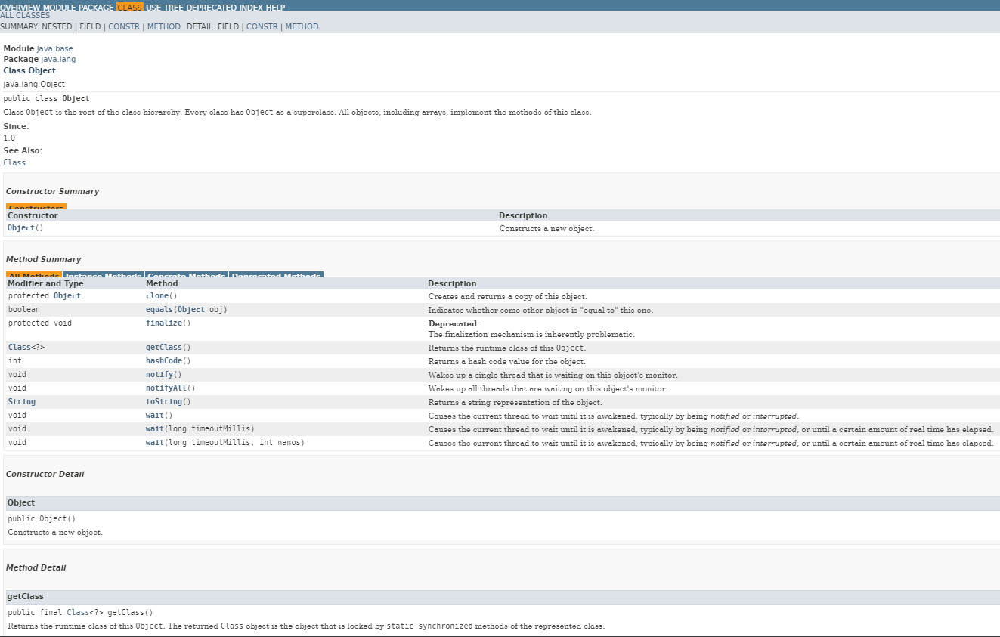 OVERVIEW MODULE PACKAGE CLASS USE TREE DEPRECATED INDEX HELP
ALL CLASSES
SUMMARY: NESTED | FIELD | CONSTR | METHOD DETAIL: FIELD | CONSTR | METHOD
Module java.base
Package java.lang
Class Object
java.lang.Object
public class Object
Class Object is the root of the class hierarchy. Every class has Object as a superclass. All objects, including arrays, implement the methods of this class.
Since:
1.0
See Also:
Class
Constructor Summary
Constructors
Constructor Description
Object() Constructs a new object.
Method Summary
All Methods Instance Methods Concrete Methods Deprecated Methods
Modifier and Type Method Description
protected Object clone() Creates and returns a copy of this object.
boolean equals(Object obj) Indicates whether some other object is "equal to" this one.
protected void finalize() Deprecated.
The finalization mechanism is inherently problematic.
Class<?> getClass() Returns the runtime class of this Object.
int hashCode() Returns a hash code value for the object.
void notify() Wakes up a single thread that is waiting on this object's monitor.
void notifyAll() Wakes up all threads that are waiting on this object's monitor.
String toString() Returns a string representation of the object.
void wait() Causes the current thread to wait until it is awakened, typically by being notified or interrupted.
void wait(long timeoutMillis) Causes the current thread to wait until it is awakened, typically by being notified or interrupted, or until a certain amount of real time has elapsed.
void wait(long timeoutMillis, int nanos) Causes the current thread to wait until it is awakened, typically by being notified or interrupted, or until a certain amount of real time has elapsed.
Constructor Detail
Object
public Object()
Constructs a new object.
Method Detail
getClass
public final Class<?> getClass()
Returns the runtime class of this Object. The returned Class object is the object that is locked by static synchronized methods of the represented class.